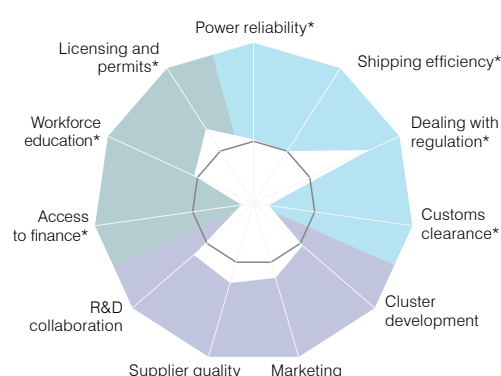 Power reliability*
Shipping efficiency*
Dealing with
regulation*
Customs
clearance*
Cluster
development
Marketing
Supplier quality
R&D
collaboration
Access
to finance*
Workforce
education*
Licensing and
permits*